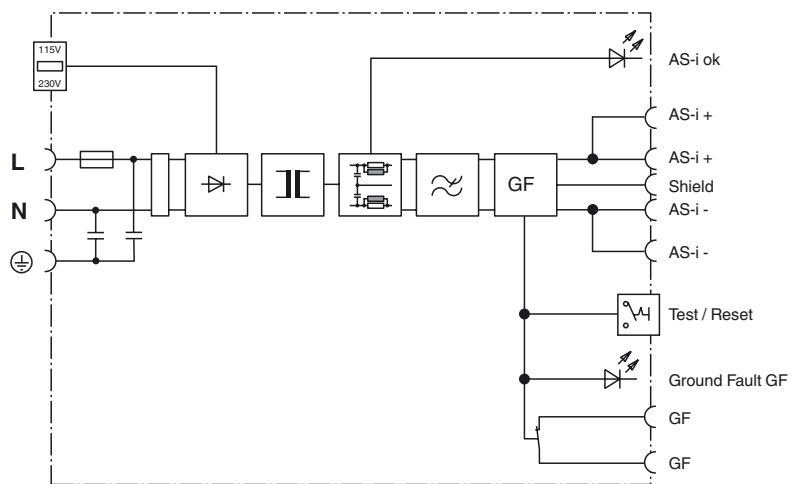 115V
230V
AS-i ok
AS-i +
L
AS-i +
GF
Shield
N
AS-i -
AS-i -
Test / Reset
Ground Fault GF
GF
GF